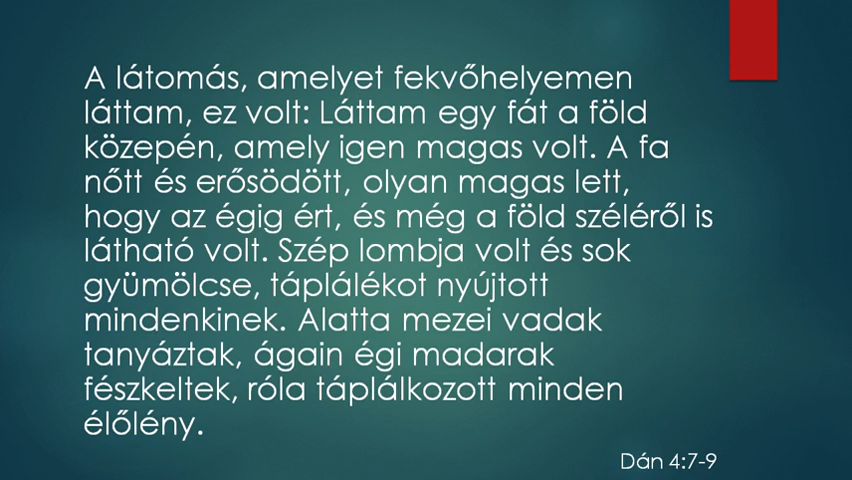 A látomás, amelyet fekvőhelyemen
láttam, ez volt: Láttam egy fát a föld
közepén, amely igen magas volt. A fa
nőtt és erősödött, olyan magas lett,
hogy az égig ért, és még a föld széléről is
látható volt. Szép lombja volt és sok
gyümölcse, táplálékot nyújtott
mindenkinek. Alatta mezei vadak
tanyáztak, ágain égi madarak
fészkeltek, róla táplálkozott minden
élőlény.
Dán 4:7-9